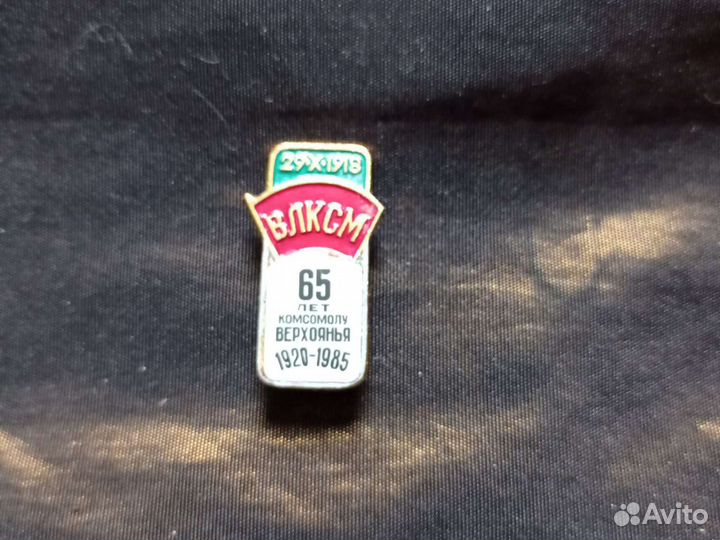 29•X•1918
ВЛКСМ
65
ЛЕТ
КОМСОМОЛУ
ВЕРХОЯНЬЯ
1920-1985
Avito